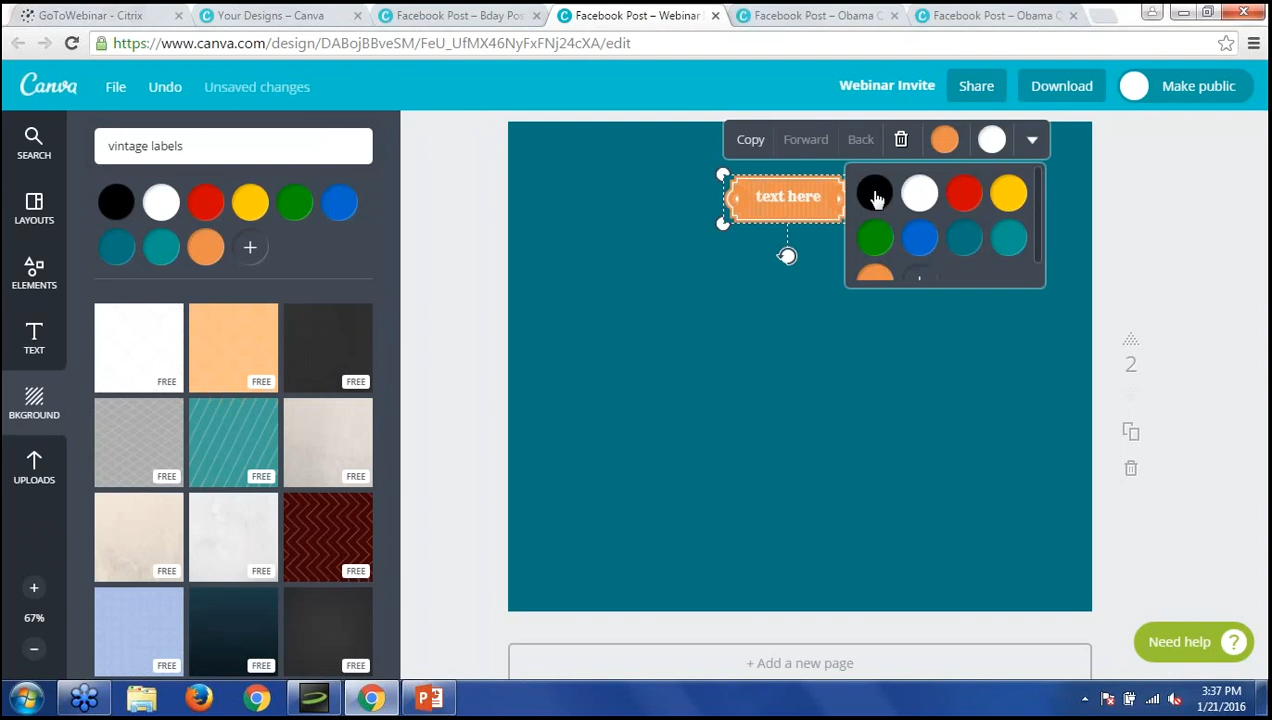 GoToWebinar - Citrix
Your Designs – Canva
Facebook Post – Bday Pos
Facebook Post – Webinar
Facebook Post – Obama C
Facebook Post – Obama C
https://www.canva.com/design/DABojBBveSM/FeU_UfMX46NyFxFNj24cXA/edit
Canva
File
Undo
Unsaved changes
Webinar Invite
Share
Download
Make public
SEARCH
LAYOUTS
ELEMENTS
TEXT
BKGROUND
UPLOADS
67%
vintage labels
FREE
FREE
FREE
FREE
FREE
FREE
FREE
FREE
FREE
FREE
FREE
FREE
Copy
Forward
Back
text here
2
+ Add a new page
Need help ?
3:37 PM
1/21/2016